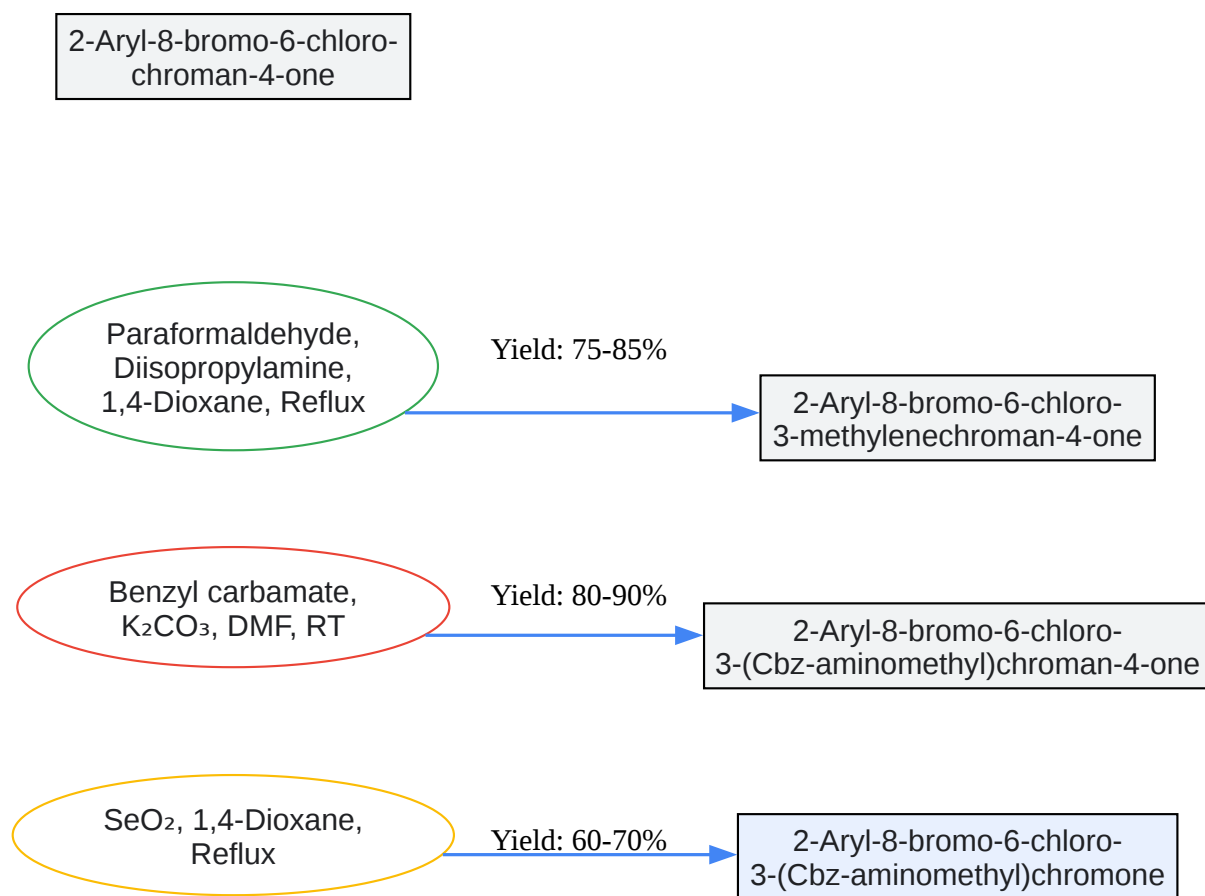 2-Aryl-8-bromo-6-chloro-
chroman-4-one
Paraformaldehyde,
Diisopropylamine,
1,4-Dioxane, Reflux
Yield: 75-85%
2-Aryl-8-bromo-6-chloro-
3-methylenechroman-4-one
Benzyl carbamate,
K₂CO₃, DMF, RT
Yield: 80-90%
2-Aryl-8-bromo-6-chloro-
3-(Cbz-aminomethyl)chroman-4-one
SeO₂, 1,4-Dioxane,
Reflux
Yield: 60-70%
2-Aryl-8-bromo-6-chloro-
3-(Cbz-aminomethyl)chromone